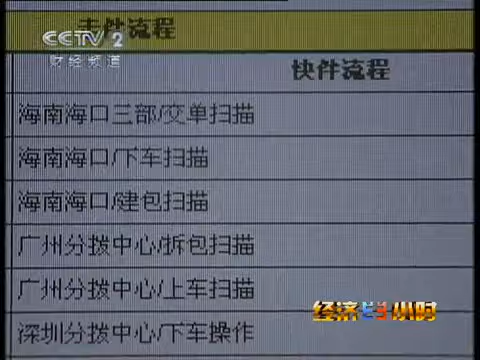 CCTV 2
财经频道
件流程
快件流程
海南海口三部/交单扫描
海南海口/下车扫描
海南海口/建包扫描
广州分拨中心/拆包扫描
广州分拨中心/上车扫描
深圳分拨中心/下车操作
经济半小时